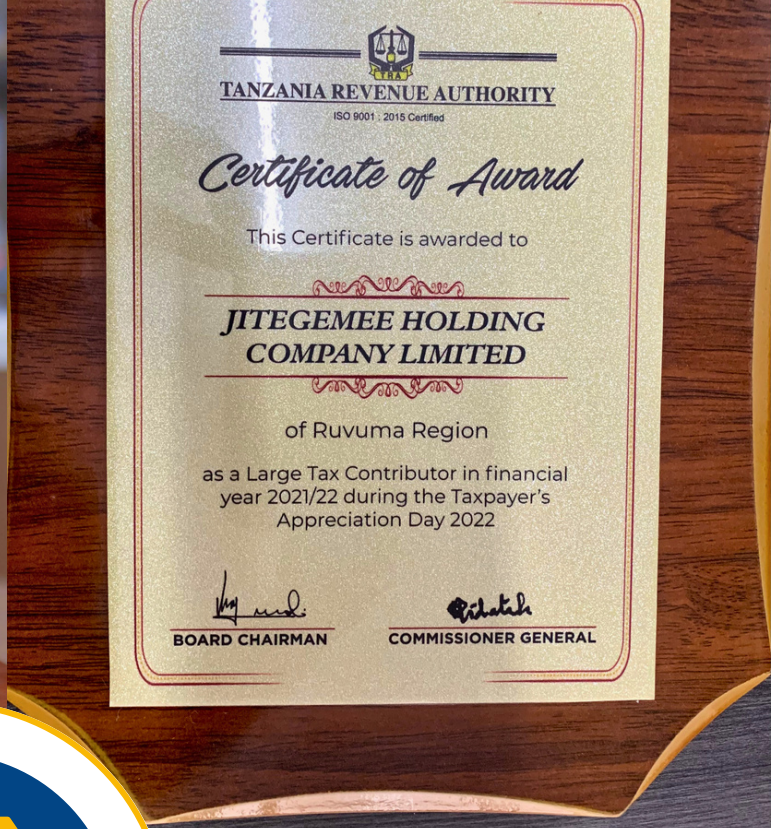 TRA
TANZANIA REVENUE AUTHORITY
ISO 9001 : 2015 Certified
Certificate of Award
This Certificate is awarded to
JITEGEMEE HOLDING
COMPANY LIMITED
of Ruvuma Region
as a Large Tax Contributor in financial
year 2021/22 during the Taxpayer's
Appreciation Day 2022
BOARD CHAIRMAN
COMMISSIONER GENERAL